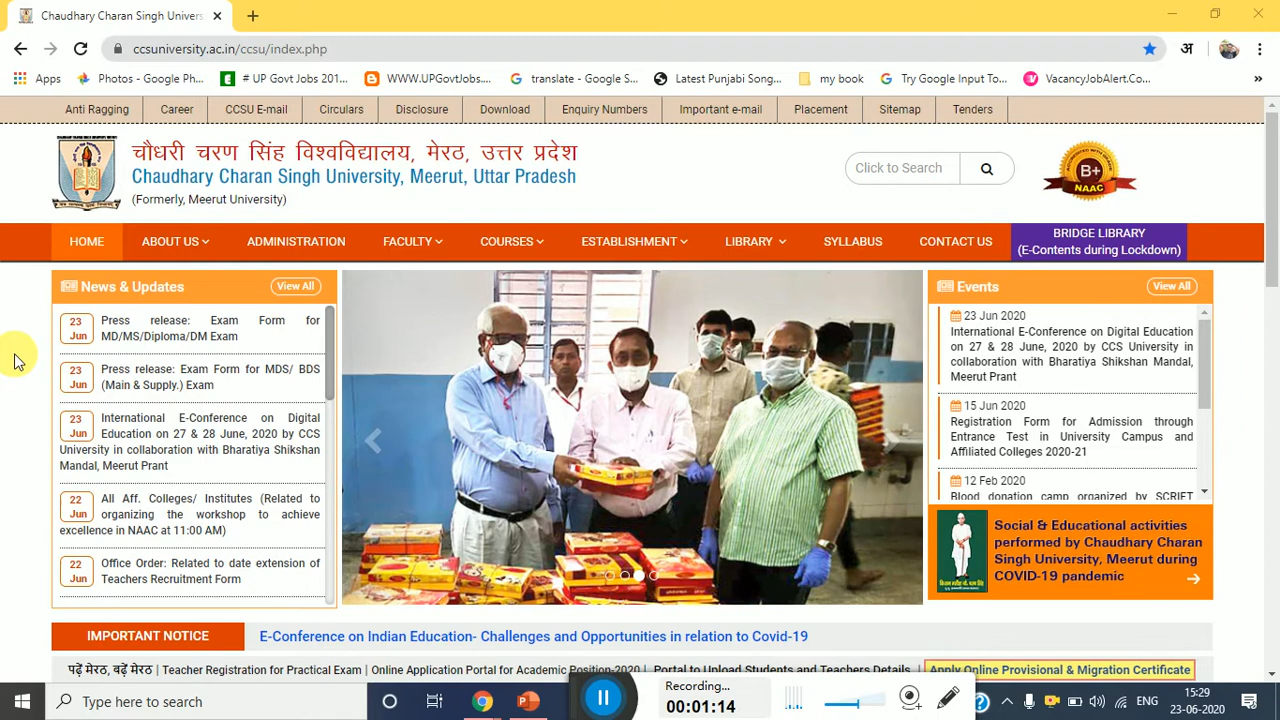 Chaudhary Charan Singh Univers
ccsuniversity.ac.in/ccsu/index.php
अ
Apps
Photos - Google Ph...
# UP Govt Jobs 201...
WWW.UPGovtJobs....
translate - Google S...
Latest Punjabi Song...
my book
Try Google Input To...
VacancyJobAlert.Co...
»
Anti Ragging
Career
CCSU E-mail
Circulars
Disclosure
Download
Enquiry Numbers
Important e-mail
Placement
Sitemap
Tenders
चौधरी चरण सिंह विश्वविद्यालय, मेरठ, उत्तर प्रदेश
Chaudhary Charan Singh University, Meerut, Uttar Pradesh
(Formerly, Meerut University)
Click to Search
B+
NAAC
HOME
ABOUT US
ADMINISTRATION
FACULTY
COURSES
ESTABLISHMENT
LIBRARY
SYLLABUS
CONTACT US
BRIDGE LIBRARY
(E-Contents during Lockdown)
News & Updates
View All
23 Jun
Press release: Exam Form for
MD/MS/Diploma/DM Exam
23 Jun
Press release: Exam Form for MDS/ BDS
(Main & Supply.) Exam
23 Jun
International E-Conference on Digital
Education on 27 & 28 June, 2020 by CCS
University in collaboration with Bharatiya Shikshan
Mandal, Meerut Prant
22 Jun
All Aff. Colleges/ Institutes (Related to
organizing the workshop to achieve
excellence in NAAC at 11:00 AM)
22 Jun
Office Order: Related to date extension of
Teachers Recruitment Form
Events
View All
23 Jun 2020
International E-Conference on Digital Education
on 27 & 28 June, 2020 by CCS University in
collaboration with Bharatiya Shikshan Mandal,
Meerut Prant
15 Jun 2020
Registration Form for Admission through
Entrance Test in University Campus and
Affiliated Colleges 2020-21
12 Feb 2020
Blood donation camp organized by SCRIET
Social & Educational activities
performed by Chaudhary Charan
Singh University, Meerut during
COVID-19 pandemic
IMPORTANT NOTICE
E-Conference on Indian Education- Challenges and Opportunities in relation to Covid-19
पढ़ें मेरठ, बढ़ें मेरठ | Teacher Registration for Practical Exam | Online Application Portal for Academic Position-2020 | Portal to Upload Students and Teachers Details | Apply Online Provisional & Migration Certificate
Type here to search
Recording...
00:01:14
ENG
15:29
23-06-2020